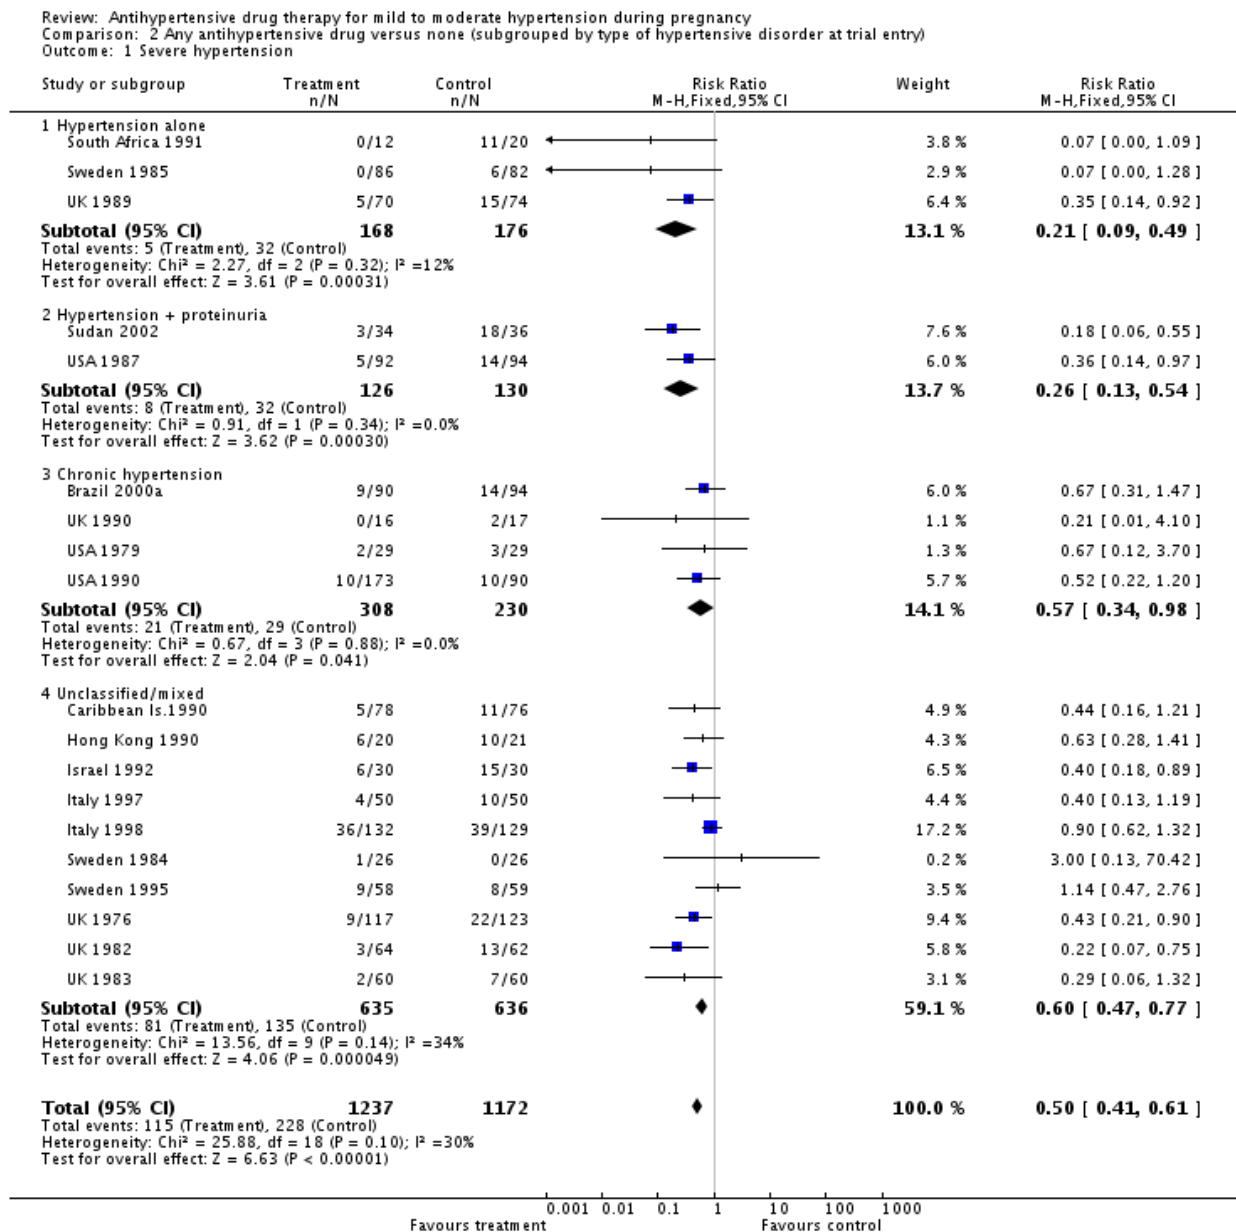 Review: Antihypertensive drug therapy for mild to moderate hypertension during pregnancy
Comparison: 2 Any antihypertensive drug versus none (subgrouped by type of hypertensive disorder at trial entry)
Outcome: 1 Severe hypertension
Study or subgroup Treatment Control Risk Ratio Weight Risk Ratio
n/N n/N M-H,Fixed,95% CI M-H,Fixed,95% CI
1 Hypertension alone
South Africa 1991 0/12 11/20 3.8 % 0.07 [ 0.00, 1.09 ]
Sweden 1985 0/86 6/82 2.9 % 0.07 [ 0.00, 1.28 ]
UK 1989 5/70 15/74 6.4 % 0.35 [ 0.14, 0.92 ]
Subtotal (95% CI) 168 176 13.1 % 0.21 [ 0.09, 0.49 ]
Total events: 5 (Treatment), 32 (Control)
Heterogeneity: Chi² = 2.27, df = 2 (P = 0.32); I² =12%
Test for overall effect: Z = 3.61 (P = 0.00031)
2 Hypertension + proteinuria
Sudan 2002 3/34 18/36 7.6 % 0.18 [ 0.06, 0.55 ]
USA 1987 5/92 14/94 6.0 % 0.36 [ 0.14, 0.97 ]
Subtotal (95% CI) 126 130 13.7 % 0.26 [ 0.13, 0.54 ]
Total events: 8 (Treatment), 32 (Control)
Heterogeneity: Chi² = 0.91, df = 1 (P = 0.34); I² =0.0%
Test for overall effect: Z = 3.62 (P = 0.00030)
3 Chronic hypertension
Brazil 2000a 9/90 14/94 6.0 % 0.67 [ 0.31, 1.47 ]
UK 1990 0/16 2/17 1.1 % 0.21 [ 0.01, 4.10 ]
USA 1979 2/29 3/29 1.3 % 0.67 [ 0.12, 3.70 ]
USA 1990 10/173 10/90 5.7 % 0.52 [ 0.22, 1.20 ]
Subtotal (95% CI) 308 230 14.1 % 0.57 [ 0.34, 0.98 ]
Total events: 21 (Treatment), 29 (Control)
Heterogeneity: Chi² = 0.67, df = 3 (P = 0.88); I² =0.0%
Test for overall effect: Z = 2.04 (P = 0.041)
4 Unclassified/mixed
Caribbean Is.1990 5/78 11/76 4.9 % 0.44 [ 0.16, 1.21 ]
Hong Kong 1990 6/20 10/21 4.3 % 0.63 [ 0.28, 1.41 ]
Israel 1992 6/30 15/30 6.5 % 0.40 [ 0.18, 0.89 ]
Italy 1997 4/50 10/50 4.4 % 0.40 [ 0.13, 1.19 ]
Italy 1998 36/132 39/129 17.2 % 0.90 [ 0.62, 1.32 ]
Sweden 1984 1/26 0/26 0.2 % 3.00 [ 0.13, 70.42 ]
Sweden 1995 9/58 8/59 3.5 % 1.14 [ 0.47, 2.76 ]
UK 1976 9/117 22/123 9.4 % 0.43 [ 0.21, 0.90 ]
UK 1982 3/64 13/62 5.8 % 0.22 [ 0.07, 0.75 ]
UK 1983 2/60 7/60 3.1 % 0.29 [ 0.06, 1.32 ]
Subtotal (95% CI) 635 636 59.1 % 0.60 [ 0.47, 0.77 ]
Total events: 81 (Treatment), 135 (Control)
Heterogeneity: Chi² = 13.56, df = 9 (P = 0.14); I² =34%
Test for overall effect: Z = 4.06 (P = 0.000049)
Total (95% CI) 1237 1172 100.0 % 0.50 [ 0.41, 0.61 ]
Total events: 115 (Treatment), 228 (Control)
Heterogeneity: Chi² = 25.88, df = 18 (P = 0.10); I² =30%
Test for overall effect: Z = 6.63 (P < 0.00001)
0.001 0.01 0.1 1 10 100 1000
Favours treatment Favours control